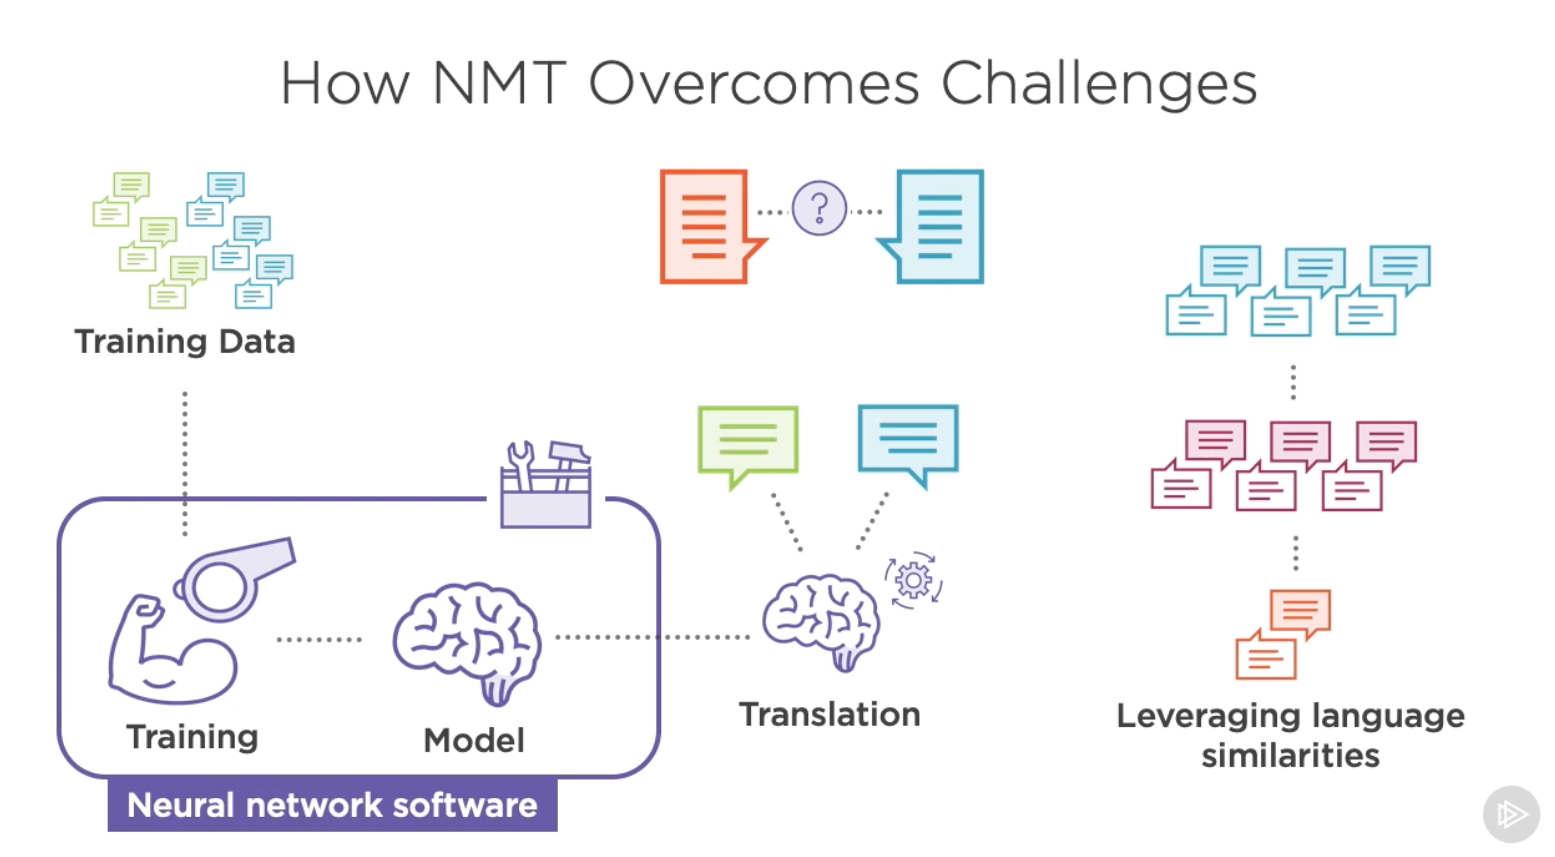 How NMT Overcomes Challenges
Training Data
?
Training
Model
Neural network software
Translation
Leveraging language
similarities